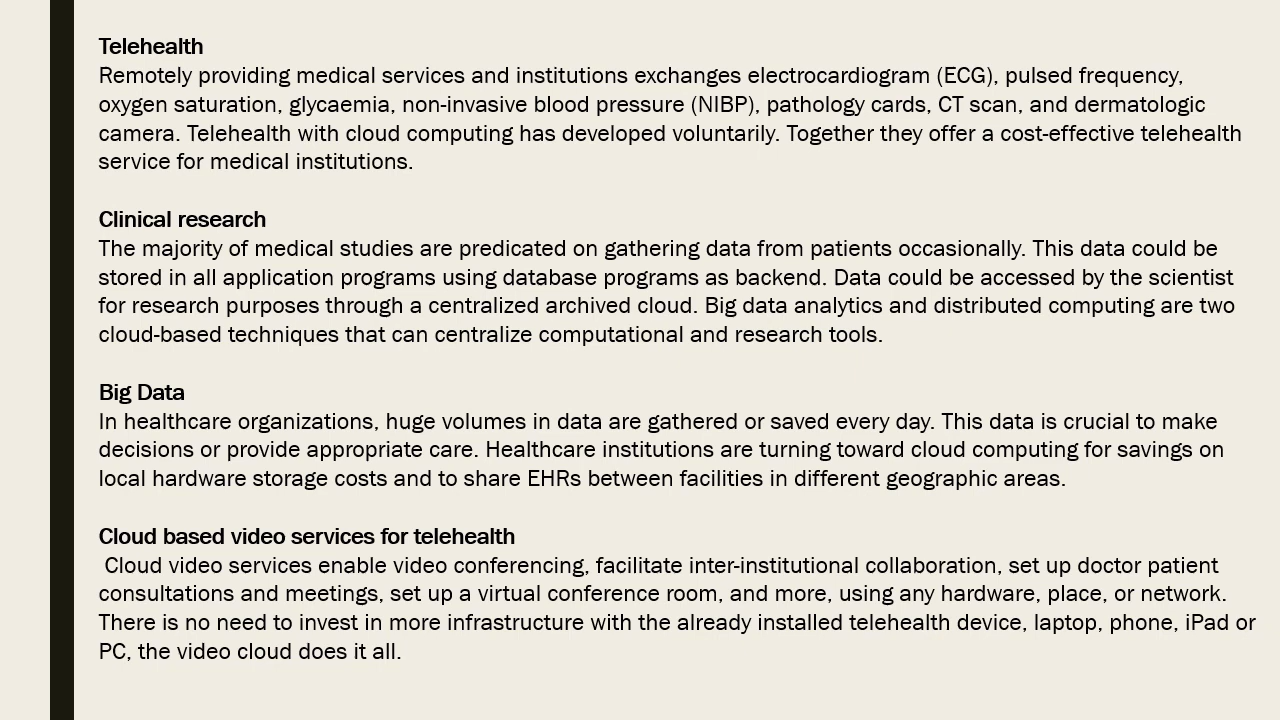 Telehealth
Remotely providing medical services and institutions exchanges electrocardiogram (ECG), pulsed frequency,
oxygen saturation, glycaemia, non-invasive blood pressure (NIBP), pathology cards, CT scan, and dermatologic
camera. Telehealth with cloud computing has developed voluntarily. Together they offer a cost-effective telehealth
service for medical institutions.
Clinical research
The majority of medical studies are predicated on gathering data from patients occasionally. This data could be
stored in all application programs using database programs as backend. Data could be accessed by the scientist
for research purposes through a centralized archived cloud. Big data analytics and distributed computing are two
cloud-based techniques that can centralize computational and research tools.
Big Data
In healthcare organizations, huge volumes in data are gathered or saved every day. This data is crucial to make
decisions or provide appropriate care. Healthcare institutions are turning toward cloud computing for savings on
local hardware storage costs and to share EHRs between facilities in different geographic areas.
Cloud based video services for telehealth
Cloud video services enable video conferencing, facilitate inter-institutional collaboration, set up doctor patient
consultations and meetings, set up a virtual conference room, and more, using any hardware, place, or network.
There is no need to invest in more infrastructure with the already installed telehealth device, laptop, phone, iPad or
PC, the video cloud does it all.